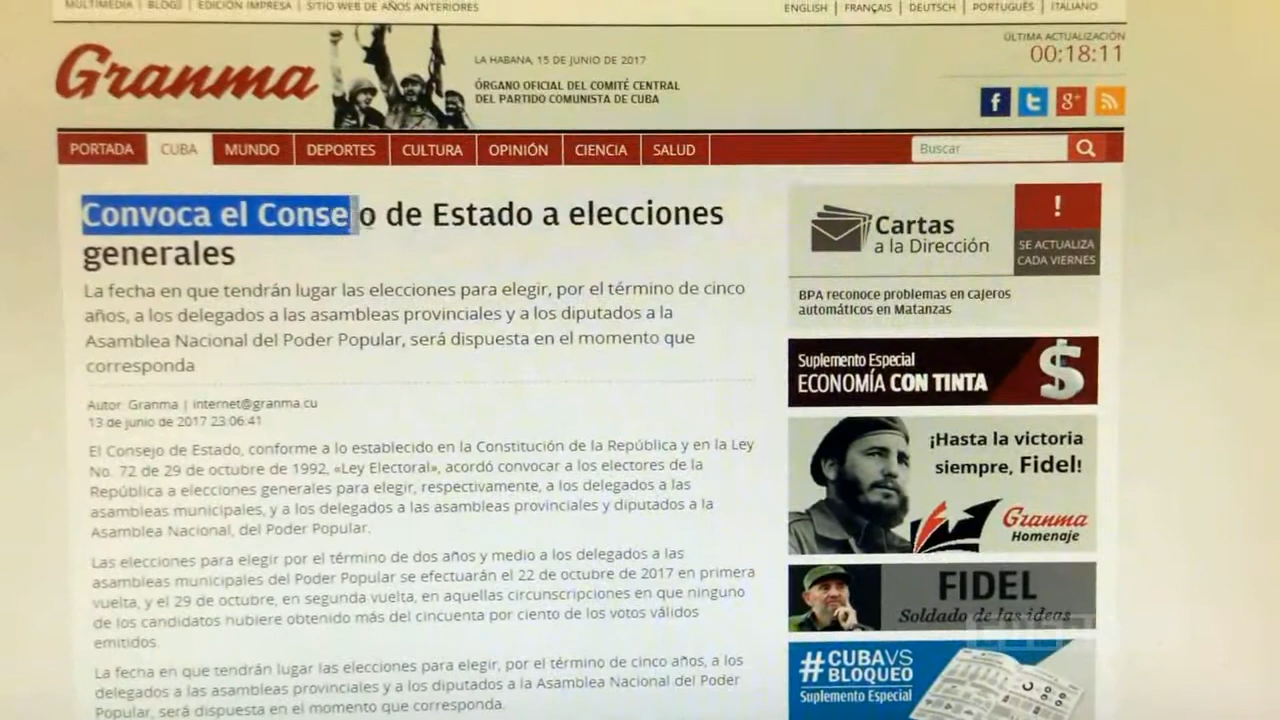 MULTIMEDIA | BLOGS | EDICIÓN IMPRESA | SITIO WEB DE AÑOS ANTERIORES
ENGLISH | FRANÇAIS | DEUTSCH | PORTUGUÊS | ITALIANO
Granma
LA HABANA, 15 DE JUNIO DE 2017
ÓRGANO OFICIAL DEL COMITÉ CENTRAL
DEL PARTIDO COMUNISTA DE CUBA
ÚLTIMA ACTUALIZACIÓN
00:18:11
PORTADA CUBA MUNDO DEPORTES CULTURA OPINIÓN CIENCIA SALUD
Buscar
Convoca el Consejo de Estado a elecciones
generales
La fecha en que tendrán lugar las elecciones para elegir, por el término de cinco
años, a los delegados a las asambleas provinciales y a los diputados a la
Asamblea Nacional del Poder Popular, será dispuesta en el momento que
corresponda
Autor: Granma | internet@granma.cu
13 de junio de 2017 23:06:41
El Consejo de Estado, conforme a lo establecido en la Constitución de la República y en la Ley
No. 72 de 29 de octubre de 1992, «Ley Electoral», acordó convocar a los electores de la
República a elecciones generales para elegir, respectivamente, a los delegados a las
asambleas municipales, y a los delegados a las asambleas provinciales y diputados a la
Asamblea Nacional, del Poder Popular.
Las elecciones para elegir por el término de dos años y medio a los delegados a las
asambleas municipales del Poder Popular se efectuarán el 22 de octubre de 2017 en primera
vuelta, y el 29 de octubre, en segunda vuelta, en aquellas circunscripciones en que ninguno
de los candidatos hubiere obtenido más del cincuenta por ciento de los votos válidos
emitidos.
La fecha en que tendrán lugar las elecciones para elegir, por el término de cinco años, a los
delegados a las asambleas provinciales y a los diputados a la Asamblea Nacional del Poder
Popular, será dispuesta en el momento que corresponda.
Cartas
a la Dirección
!
SE ACTUALIZA
CADA VIERNES
BPA reconoce problemas en cajeros
automáticos en Matanzas
Suplemento Especial
ECONOMÍA CON TINTA
$
¡Hasta la victoria
siempre, Fidel!
Granma
Homenaje
FIDEL
Soldado de las ideas
#CUBAVS
BLOQUEO
Suplemento Especial